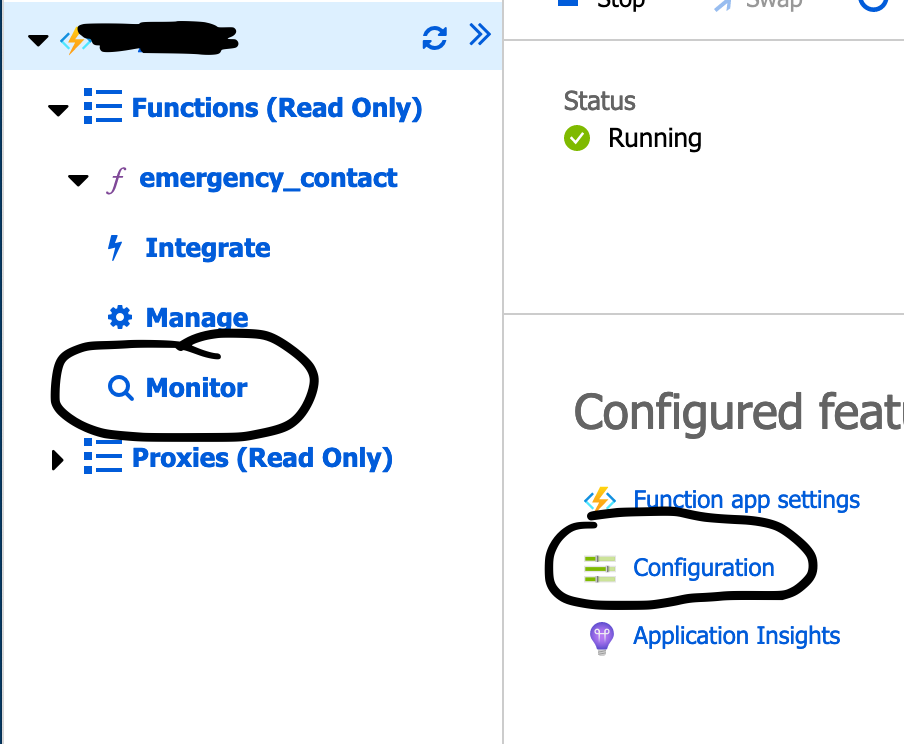 Stop
Swap
Functions (Read Only)
emergency_contact
Integrate
Manage
Monitor
Proxies (Read Only)
Status
Running
Configured featu
Function app settings
Configuration
Application Insights